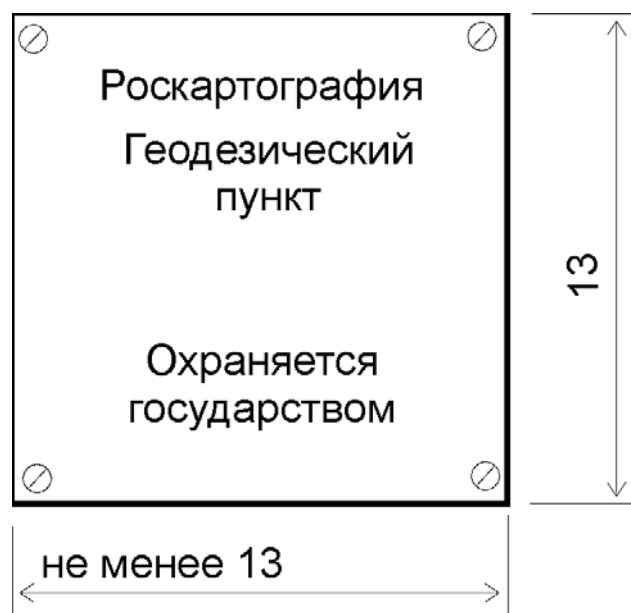 Роскартография
Геодезический
пункт
Охраняется
государством
13
не менее 13